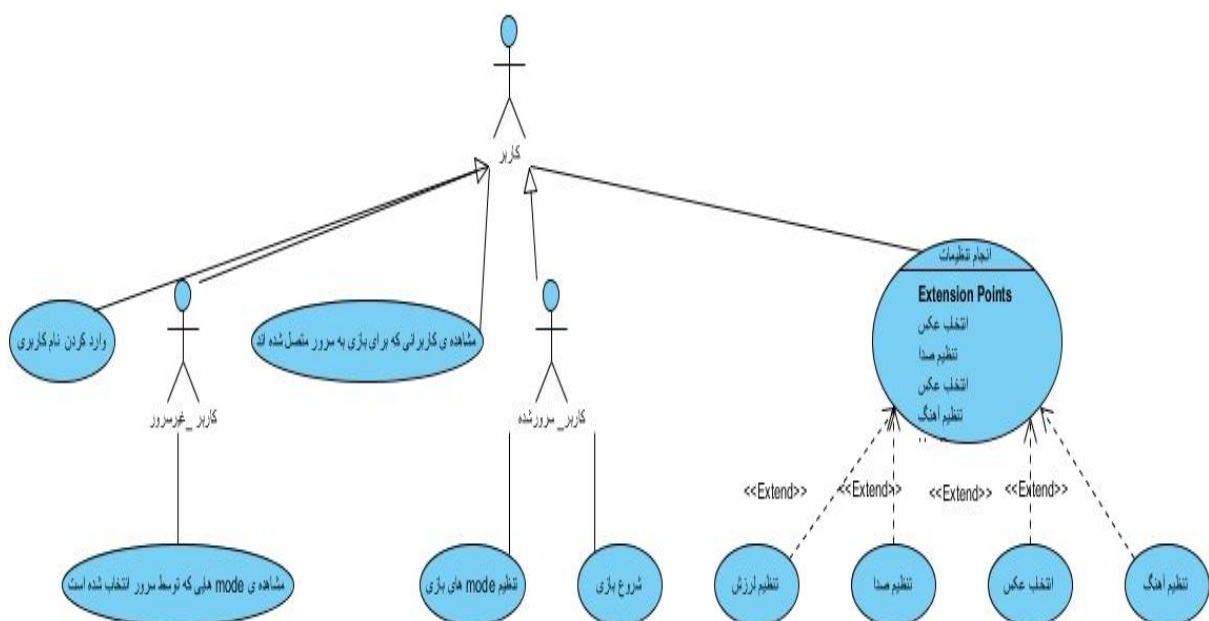 کاربر
انجام تنظیمات
Extension Points
انتخاب عکس
تنظیم صدا
انتخاب عکس
تنظیم آهنگ
وارد کردن نام کاربری
مشاهده ی کاربرانی که برای بازی به سرور متصل شده اند
کاربر_غیرسرور
کاربر_سرورشده
<<Extend>>
<<Extend>>
<<Extend>>
<<Extend>>
مشاهده ی mode هایی که توسط سرور انتخاب شده است
تنظیم mode های بازی
شروع بازی
تنظیم لرزش
تنظیم صدا
انتخاب عکس
تنظیم آهنگ